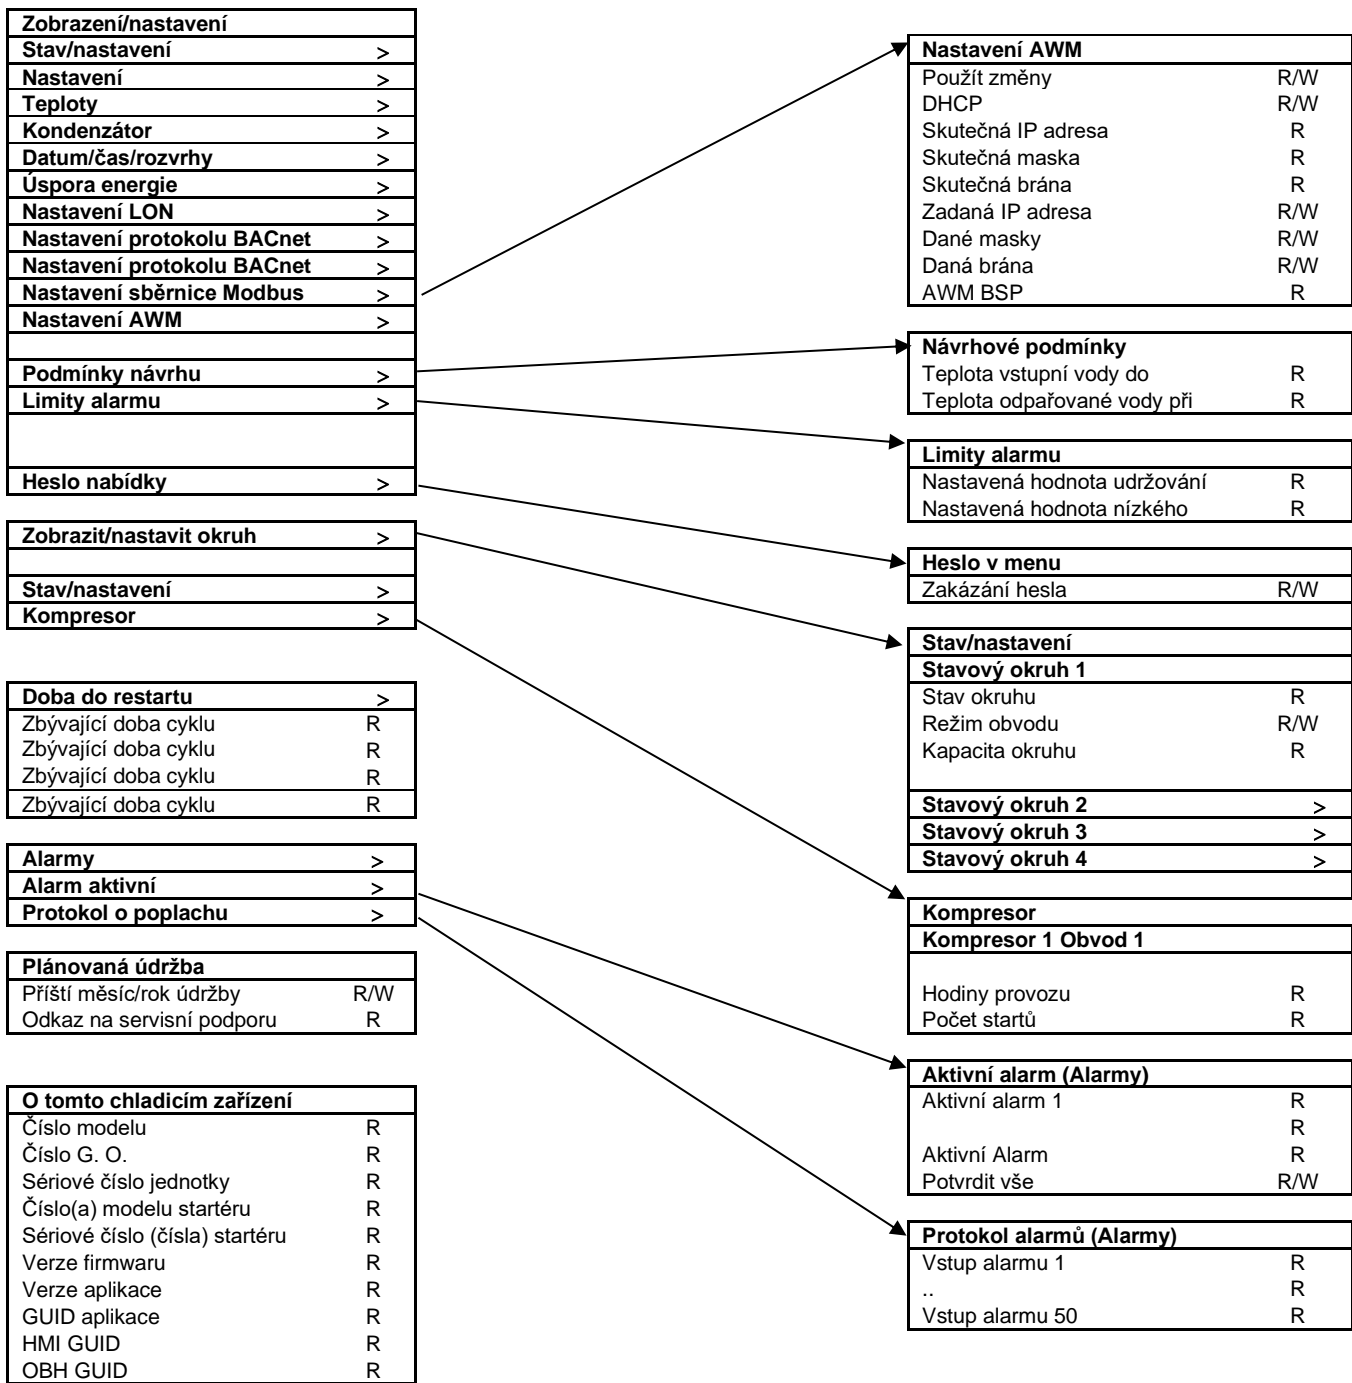 Zobrazení/nastavení
Stav/nastavení >
Nastavení >
Teploty >
Kondenzátor >
Datum/čas/rozvrhy >
Úspora energie >
Nastavení LON >
Nastavení protokolu BACnet >
Nastavení protokolu BACnet >
Nastavení sběrnice Modbus >
Nastavení AWM >
Podmínky návrhu >
Limity alarmu >
Heslo nabídky >
Zobrazit/nastavit okruh >
Stav/nastavení >
Kompresor >
Doba do restartu >
Zbývající doba cyklu R
Zbývající doba cyklu R
Zbývající doba cyklu R
Zbývající doba cyklu R
Alarmy >
Alarm aktivní >
Protokol o poplachu >
Plánovaná údržba
Příští měsíc/rok údržby R/W
Odkaz na servisní podporu R
O tomto chladicím zařízení
Číslo modelu R
Číslo G. O. R
Sériové číslo jednotky R
Číslo(a) modelu startéru R
Sériové číslo (čísla) startéru R
Verze firmwaru R
Verze aplikace R
GUID aplikace R
HMI GUID R
OBH GUID R
Nastavení AWM
Použít změny R/W
DHCP R/W
Skutečná IP adresa R
Skutečná maska R
Skutečná brána R
Zadaná IP adresa R/W
Dané masky R/W
Daná brána R/W
AWM BSP R
Návrhové podmínky
Teplota vstupní vody do R
Teplota odpařované vody při R
Limity alarmu
Nastavená hodnota udržování R
Nastavená hodnota nízkého R
Heslo v menu
Zakázání hesla R/W
Stav/nastavení
Stavový okruh 1
Stav okruhu R
Režim obvodu R/W
Kapacita okruhu R
Stavový okruh 2 >
Stavový okruh 3 >
Stavový okruh 4 >
Kompresor
Kompresor 1 Obvod 1
Hodiny provozu R
Počet startů R
Aktivní alarm (Alarmy)
Aktivní alarm 1 R
R
Aktivní Alarm R
Potvrdit vše R/W
Protokol alarmů (Alarmy)
Vstup alarmu 1 R
.. R
Vstup alarmu 50 R